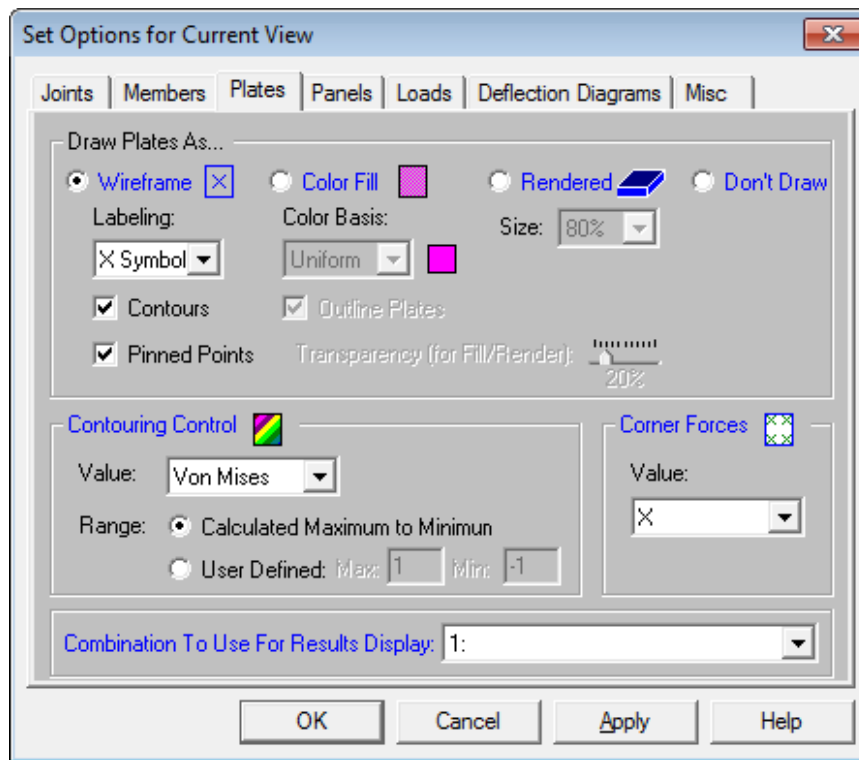 Set Options for Current View
Joints Members Plates Panels Loads Deflection Diagrams Misc
Draw Plates As...
Wireframe Color Fill Rendered Don't Draw
Labeling: Color Basis: Size: 80%
X Symbol Uniform
Contours Outline Plates
Pinned Points Transparency (for Fill/Render):
20%
Contouring Control Corner Forces
Value: Von Mises Value:
X
Range: Calculated Maximum to Minimun
User Defined: Max: 1 Min: -1
Combination To Use For Results Display: 1:
OK Cancel Apply Help